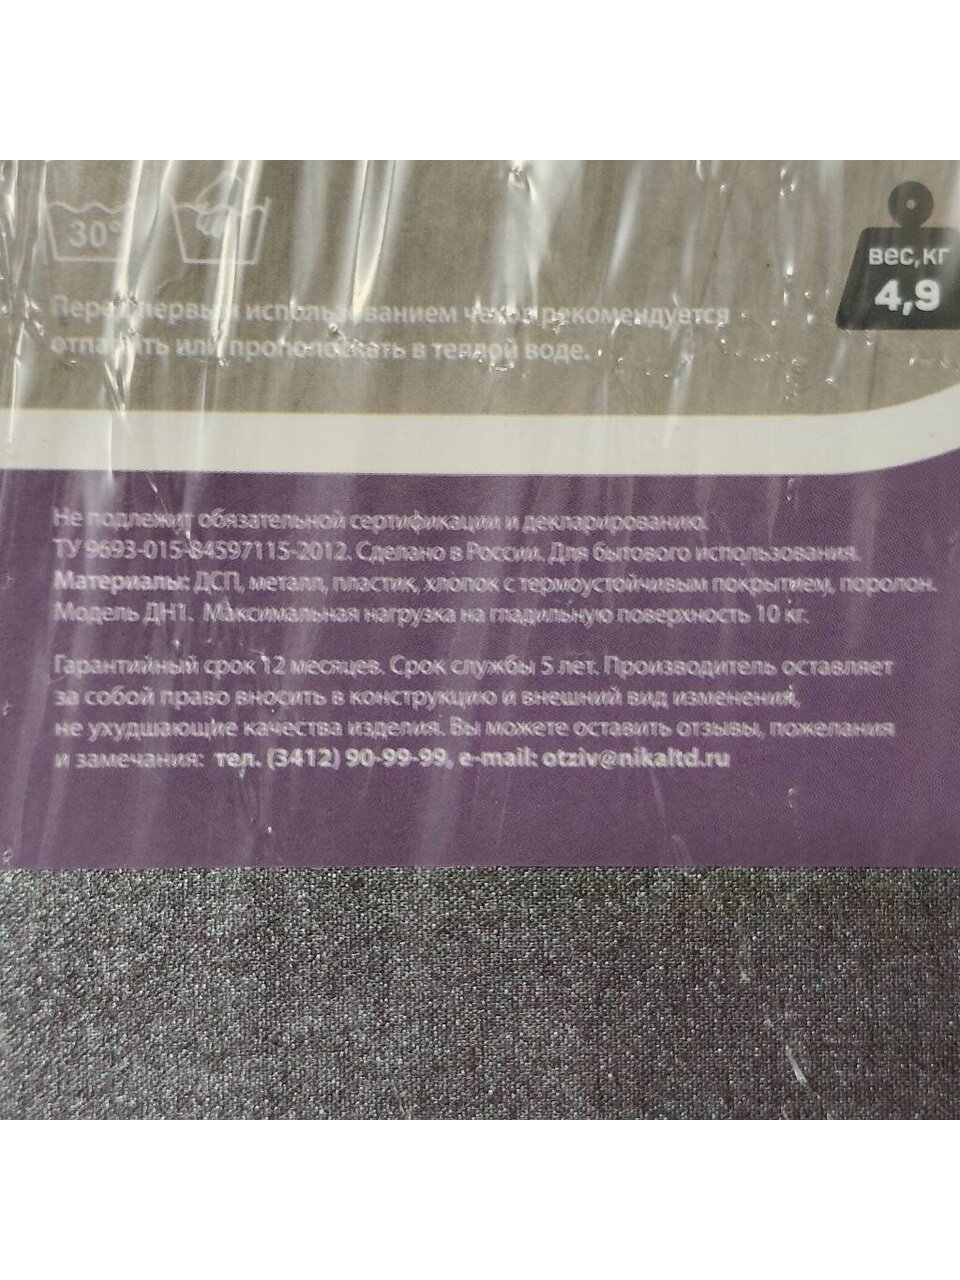 30°
вес, кг
4,9
Перед первым использованием чехол рекомендуется
отпарить или прополоскать в теплой воде.
Не подлежит обязательной сертификации и декларированию.
ТУ 9693-015-84597115-2012. Сделано в России. Для бытового использования.
Материалы: ДСП, металл, пластик, хлопок с термоустойчивым покрытием, поролон.
Модель ДН1. Максимальная нагрузка на гладильную поверхность 10 кг.
Гарантийный срок 12 месяцев. Срок службы 5 лет. Производитель оставляет
за собой право вносить в конструкцию и внешний вид изменения,
не ухудшающие качества изделия. Вы можете оставить отзывы, пожелания
и замечания: тел. (3412) 90-99-99, e-mail: otziv@nikaltd.ru